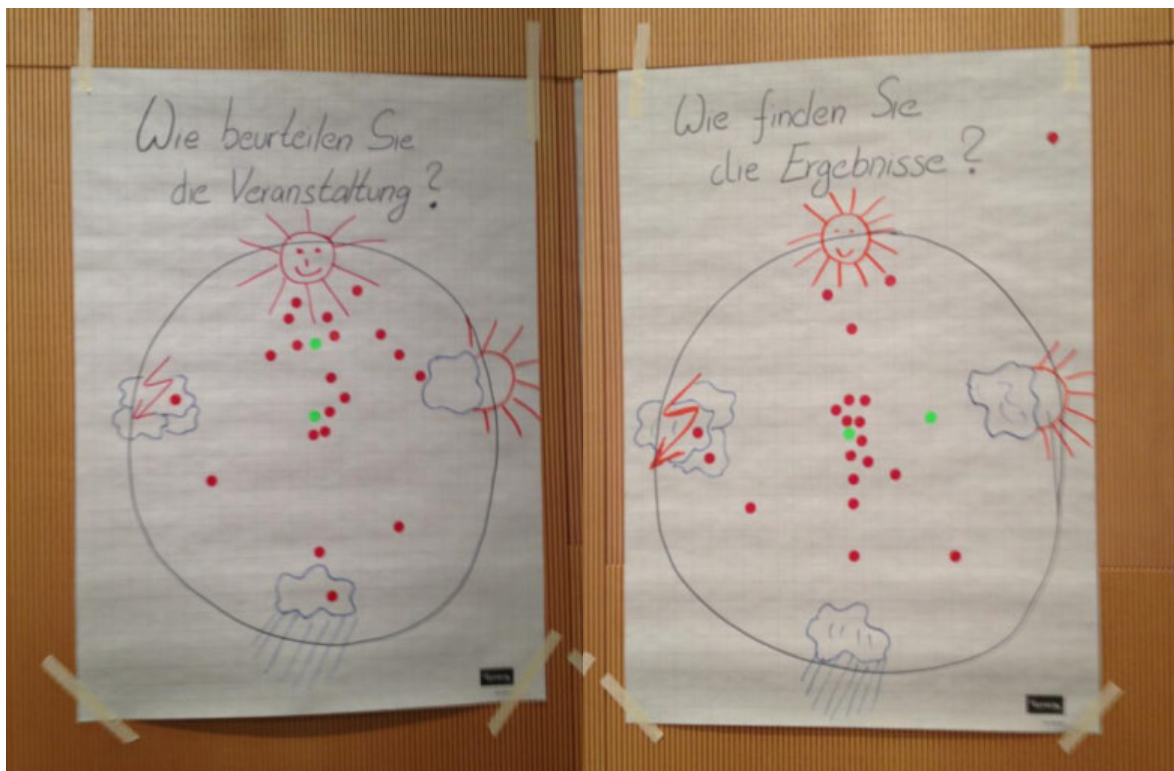 Wie beurteilen Sie
die Veranstaltung?
Wie finden Sie
die Ergebnisse?